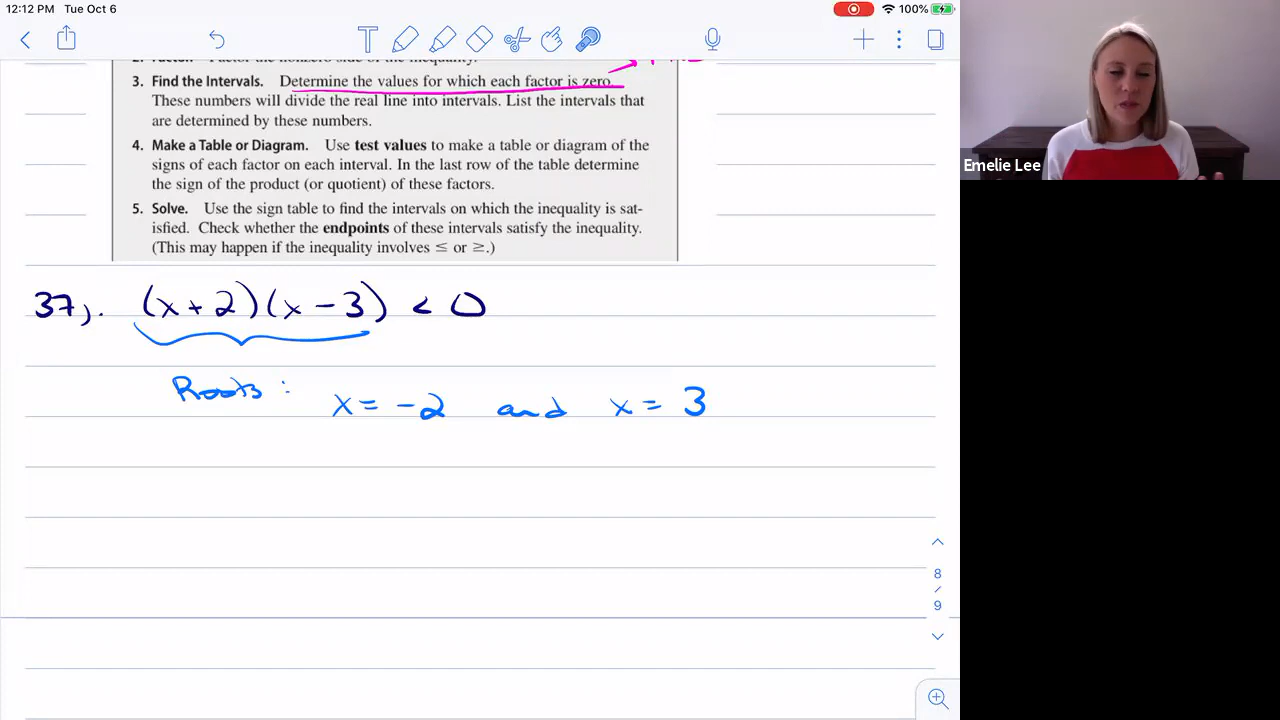 12:12 PM Tue Oct 6
100%
3. Find the Intervals. Determine the values for which each factor is zero.
These numbers will divide the real line into intervals. List the intervals that
are determined by these numbers.
4. Make a Table or Diagram. Use test values to make a table or diagram of the
signs of each factor on each interval. In the last row of the table determine
the sign of the product (or quotient) of these factors.
5. Solve. Use the sign table to find the intervals on which the inequality is sat-
isfied. Check whether the endpoints of these intervals satisfy the inequality.
(This may happen if the inequality involves ≤ or ≥.)
37). (x+2)(x-3) < 0
Roots: x = -2 and x = 3
8
/
9
Emelie Lee